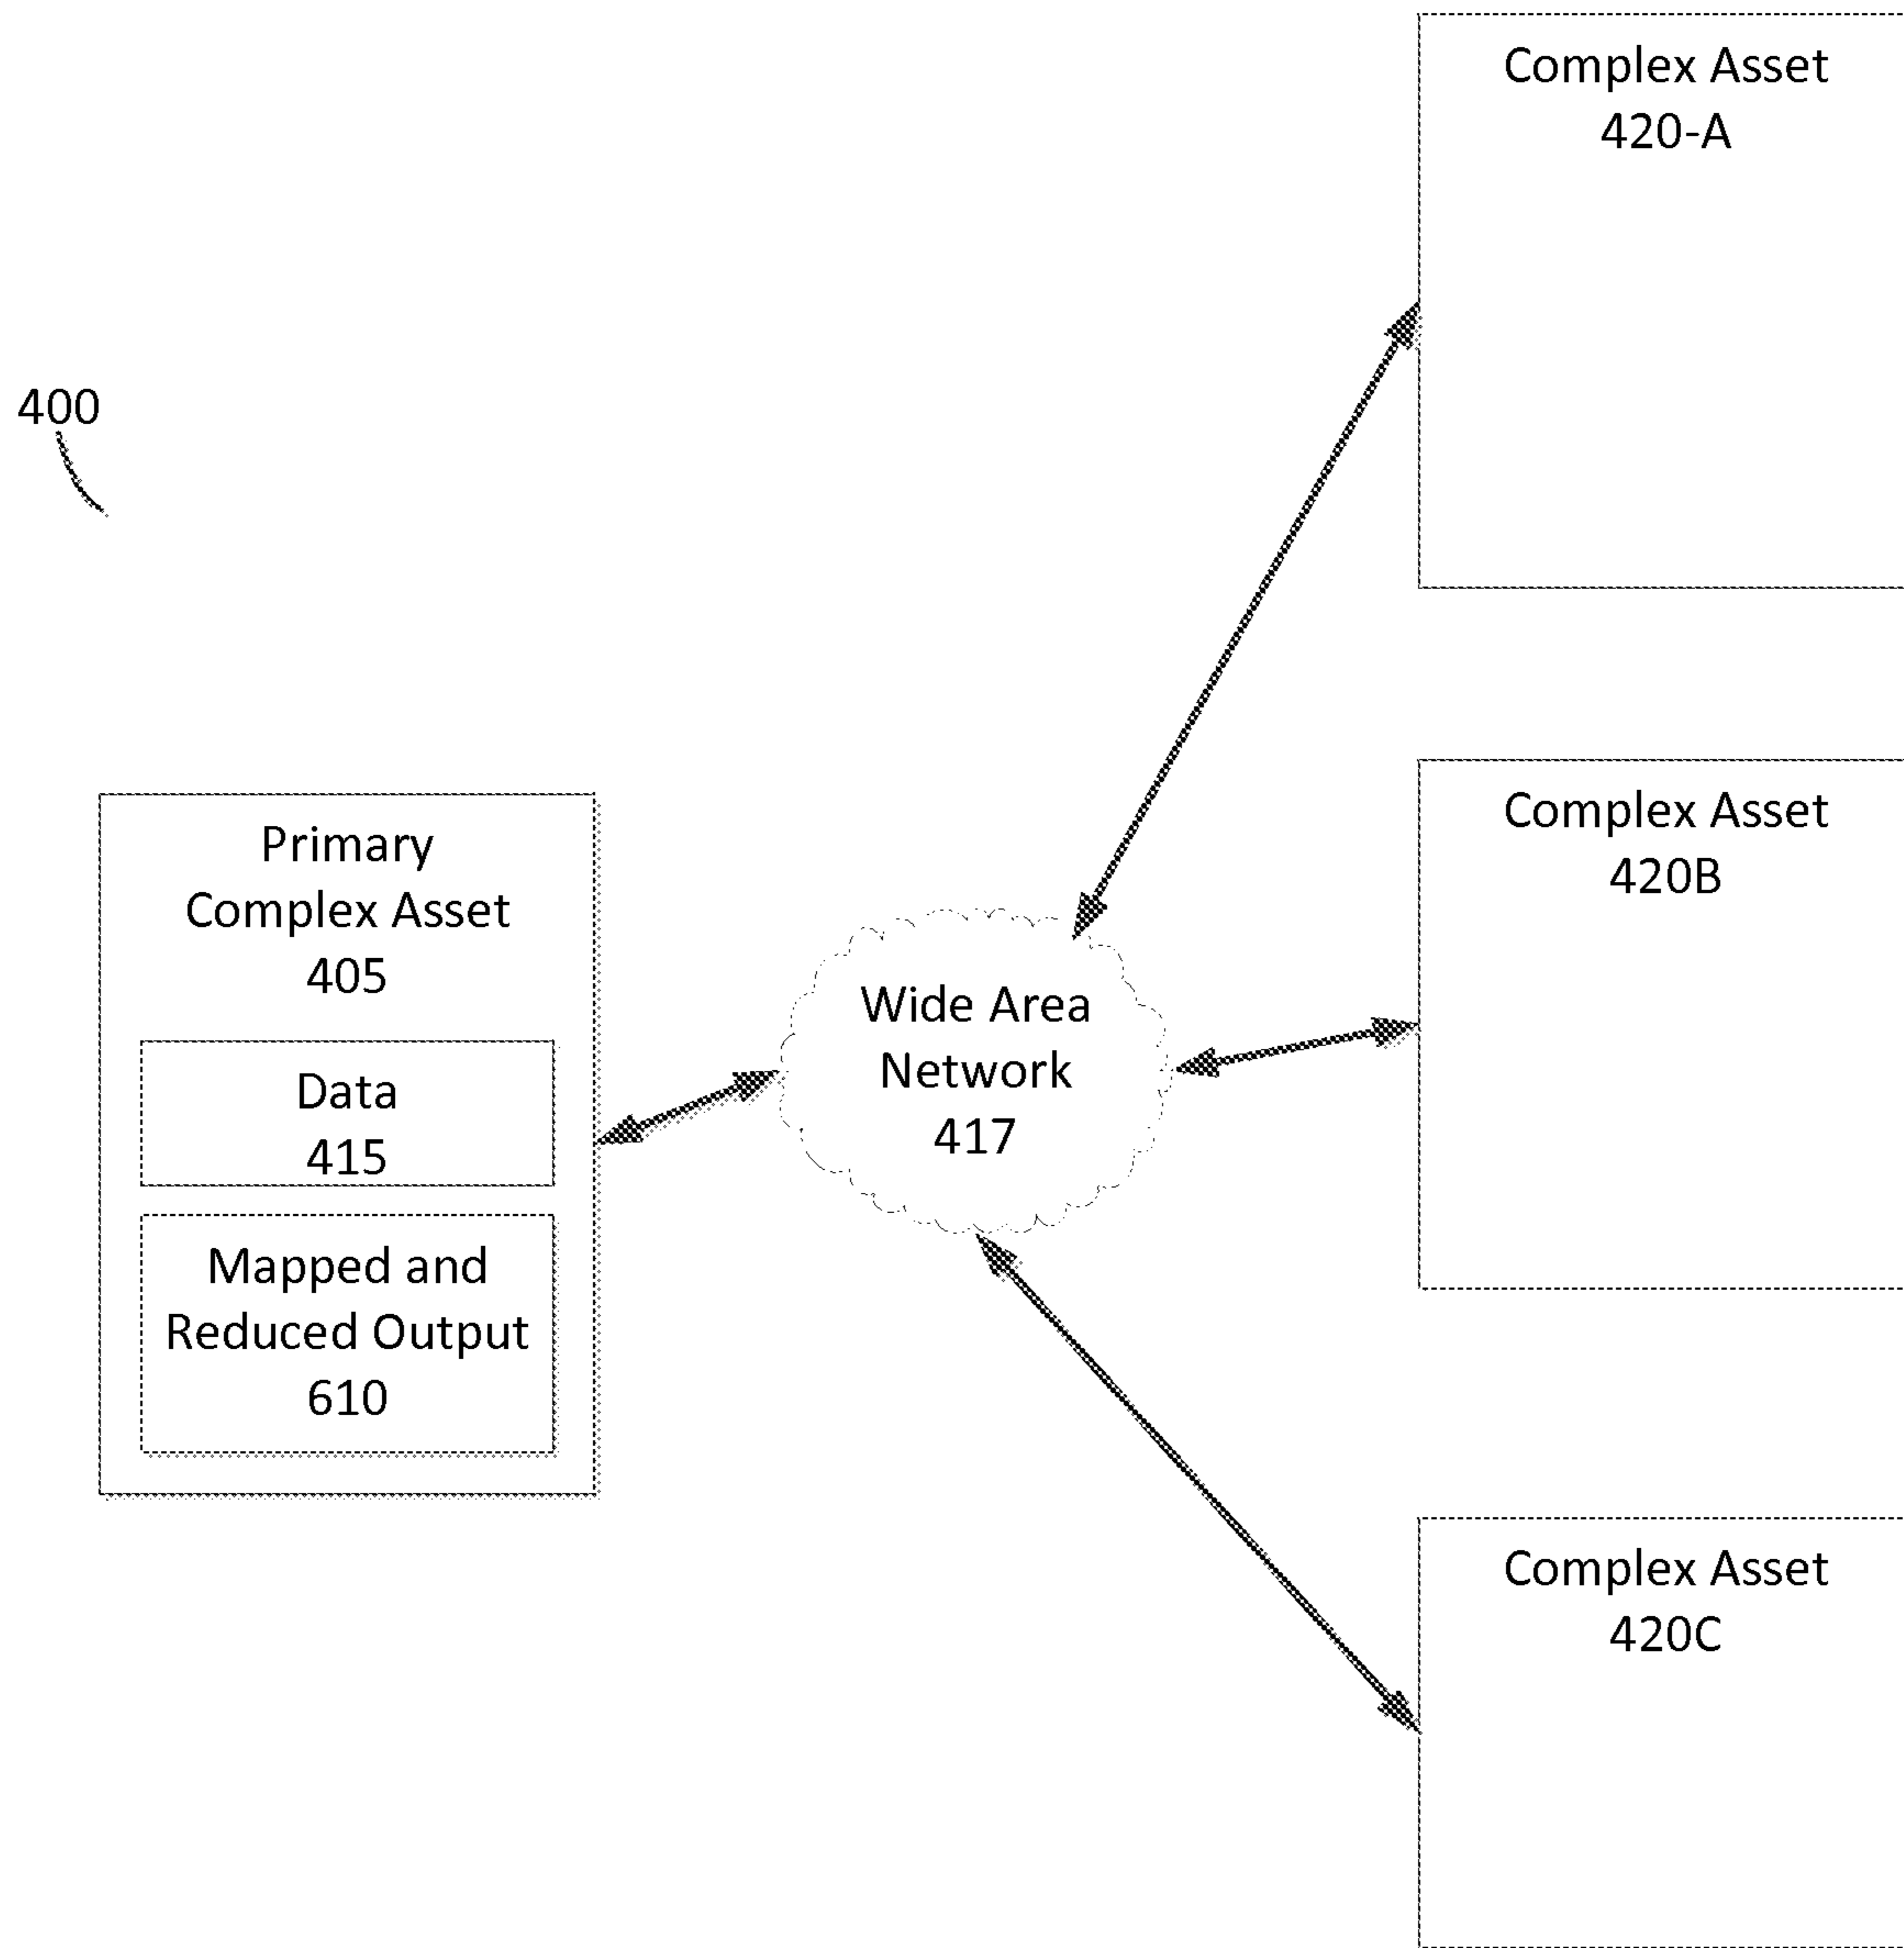 400
Primary
Complex Asset
405
Data
415
Mapped and
Reduced Output
610
Wide Area
Network
417
Complex Asset
420-A
Complex Asset
420B
Complex Asset
420C